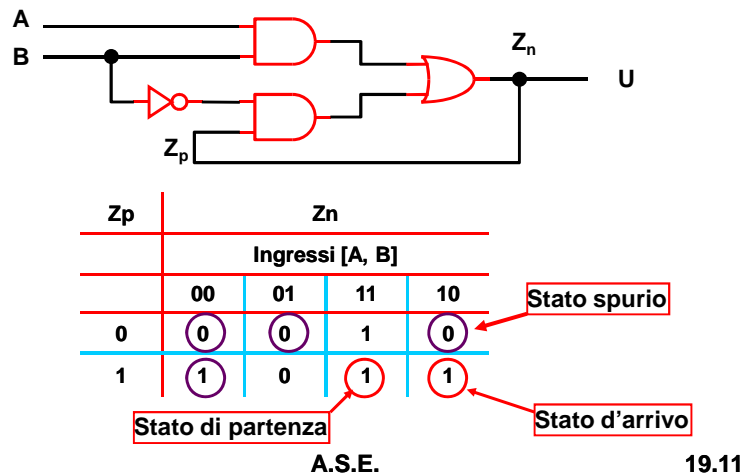 A
B
Zn
U
Zp
Zp Zn
Ingressi [A, B]
00 01 11 10
Stato spurio
0 0 0 1 0
1 1 0 1 1
Stato di partenza
Stato d'arrivo
A.S.E. 19.11